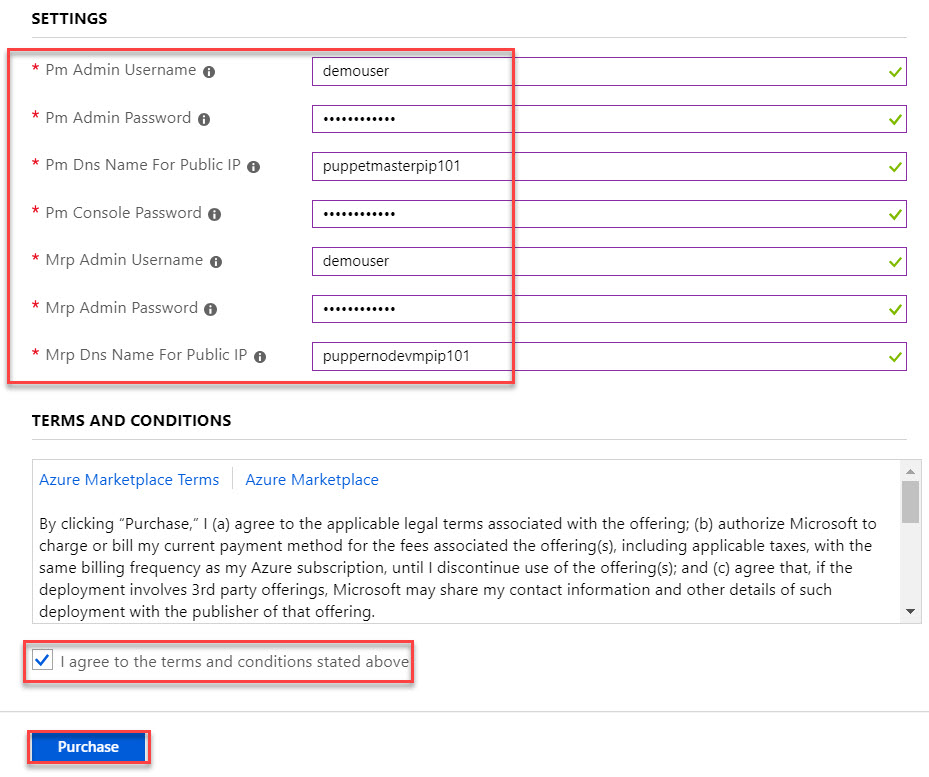 SETTINGS
* Pm Admin Username demouser
* Pm Admin Password ••••••••••••
* Pm Dns Name For Public IP puppetmasterpip101
* Pm Console Password ••••••••••••
* Mrp Admin Username demouser
* Mrp Admin Password ••••••••••••
* Mrp Dns Name For Public IP puppernodevmpip101
TERMS AND CONDITIONS
Azure Marketplace Terms Azure Marketplace
By clicking “Purchase,” I (a) agree to the applicable legal terms associated with the offering; (b) authorize Microsoft to
charge or bill my current payment method for the fees associated the offering(s), including applicable taxes, with the
same billing frequency as my Azure subscription, until I discontinue use of the offering(s); and (c) agree that, if the
deployment involves 3rd party offerings, Microsoft may share my contact information and other details of such
deployment with the publisher of that offering.
I agree to the terms and conditions stated above
Purchase